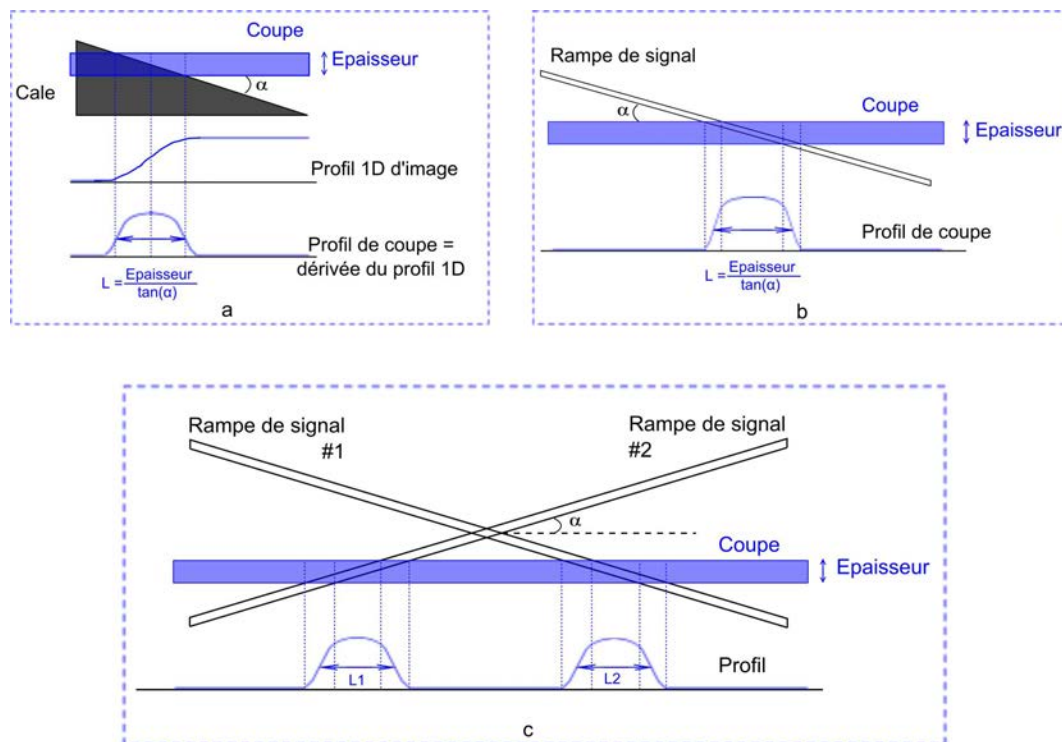 Coupe
Epaisseur
α
Cale
Profil 1D d'image
Profil de coupe =
dérivée du profil 1D
L = Epaisseur
tan(α)
a
Rampe de signal
α
Coupe
Epaisseur
Profil de coupe
L = Epaisseur
tan(α)
b
Rampe de signal
#1
Rampe de signal
#2
α
Coupe
Epaisseur
L1
L2
Profil
c